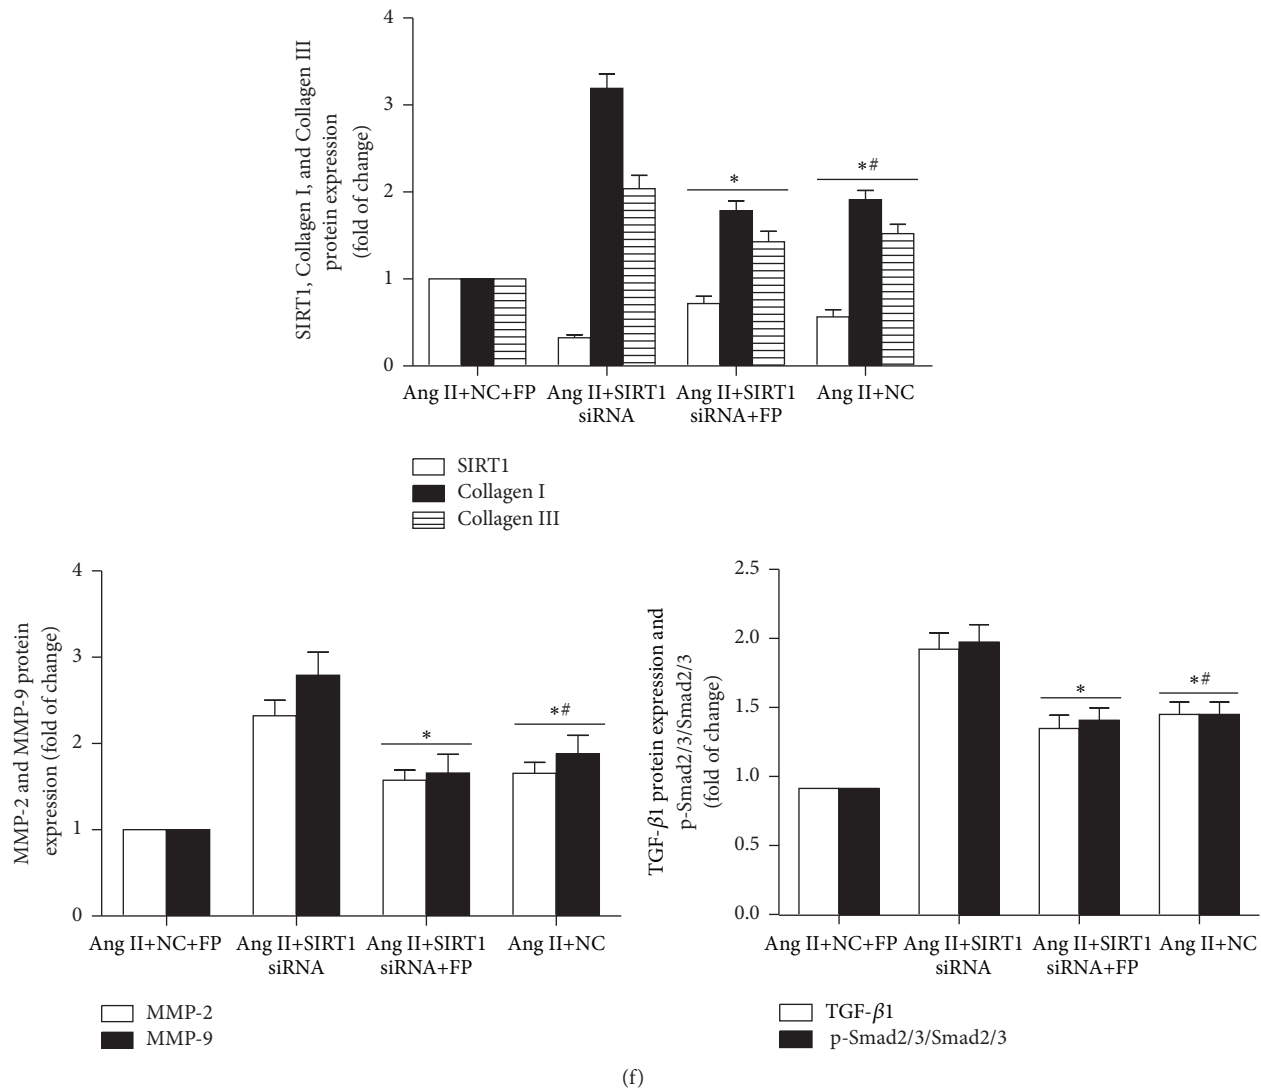 SIRT1, Collagen I, and Collagen III
protein expression
(fold of change)
4
3
2
1
0
*
*#
Ang II+NC+FP
Ang II+SIRT1
siRNA
Ang II+SIRT1
siRNA+FP
Ang II+NC
SIRT1
Collagen I
Collagen III
MMP-2 and MMP-9 protein
expression (fold of change)
4
3
2
1
0
*
*#
Ang II+NC+FP
Ang II+SIRT1
siRNA
Ang II+SIRT1
siRNA+FP
Ang II+NC
MMP-2
MMP-9
TGF-β1 protein expression and
p-Smad2/3/Smad2/3
(fold of change)
2.5
2.0
1.5
1.0
0.5
0.0
*
*#
Ang II+NC+FP
Ang II+SIRT1
siRNA
Ang II+SIRT1
siRNA+FP
Ang II+NC
TGF-β1
p-Smad2/3/Smad2/3
(f)